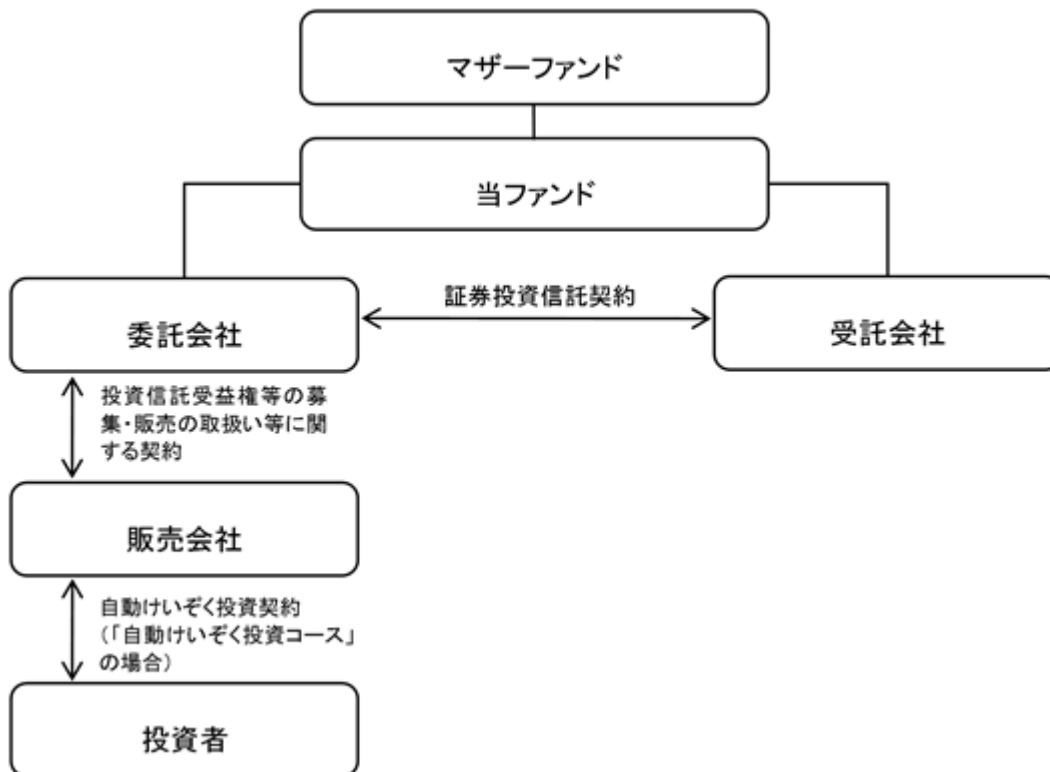 マザーファンド
当ファンド
証券投資信託契約
委託会社
受託会社
投資信託受益権等の募
集・販売の取扱い等に関
する契約
販売会社
自動けいぞく投資契約
(「自動けいぞく投資コース」
の場合)
投資者